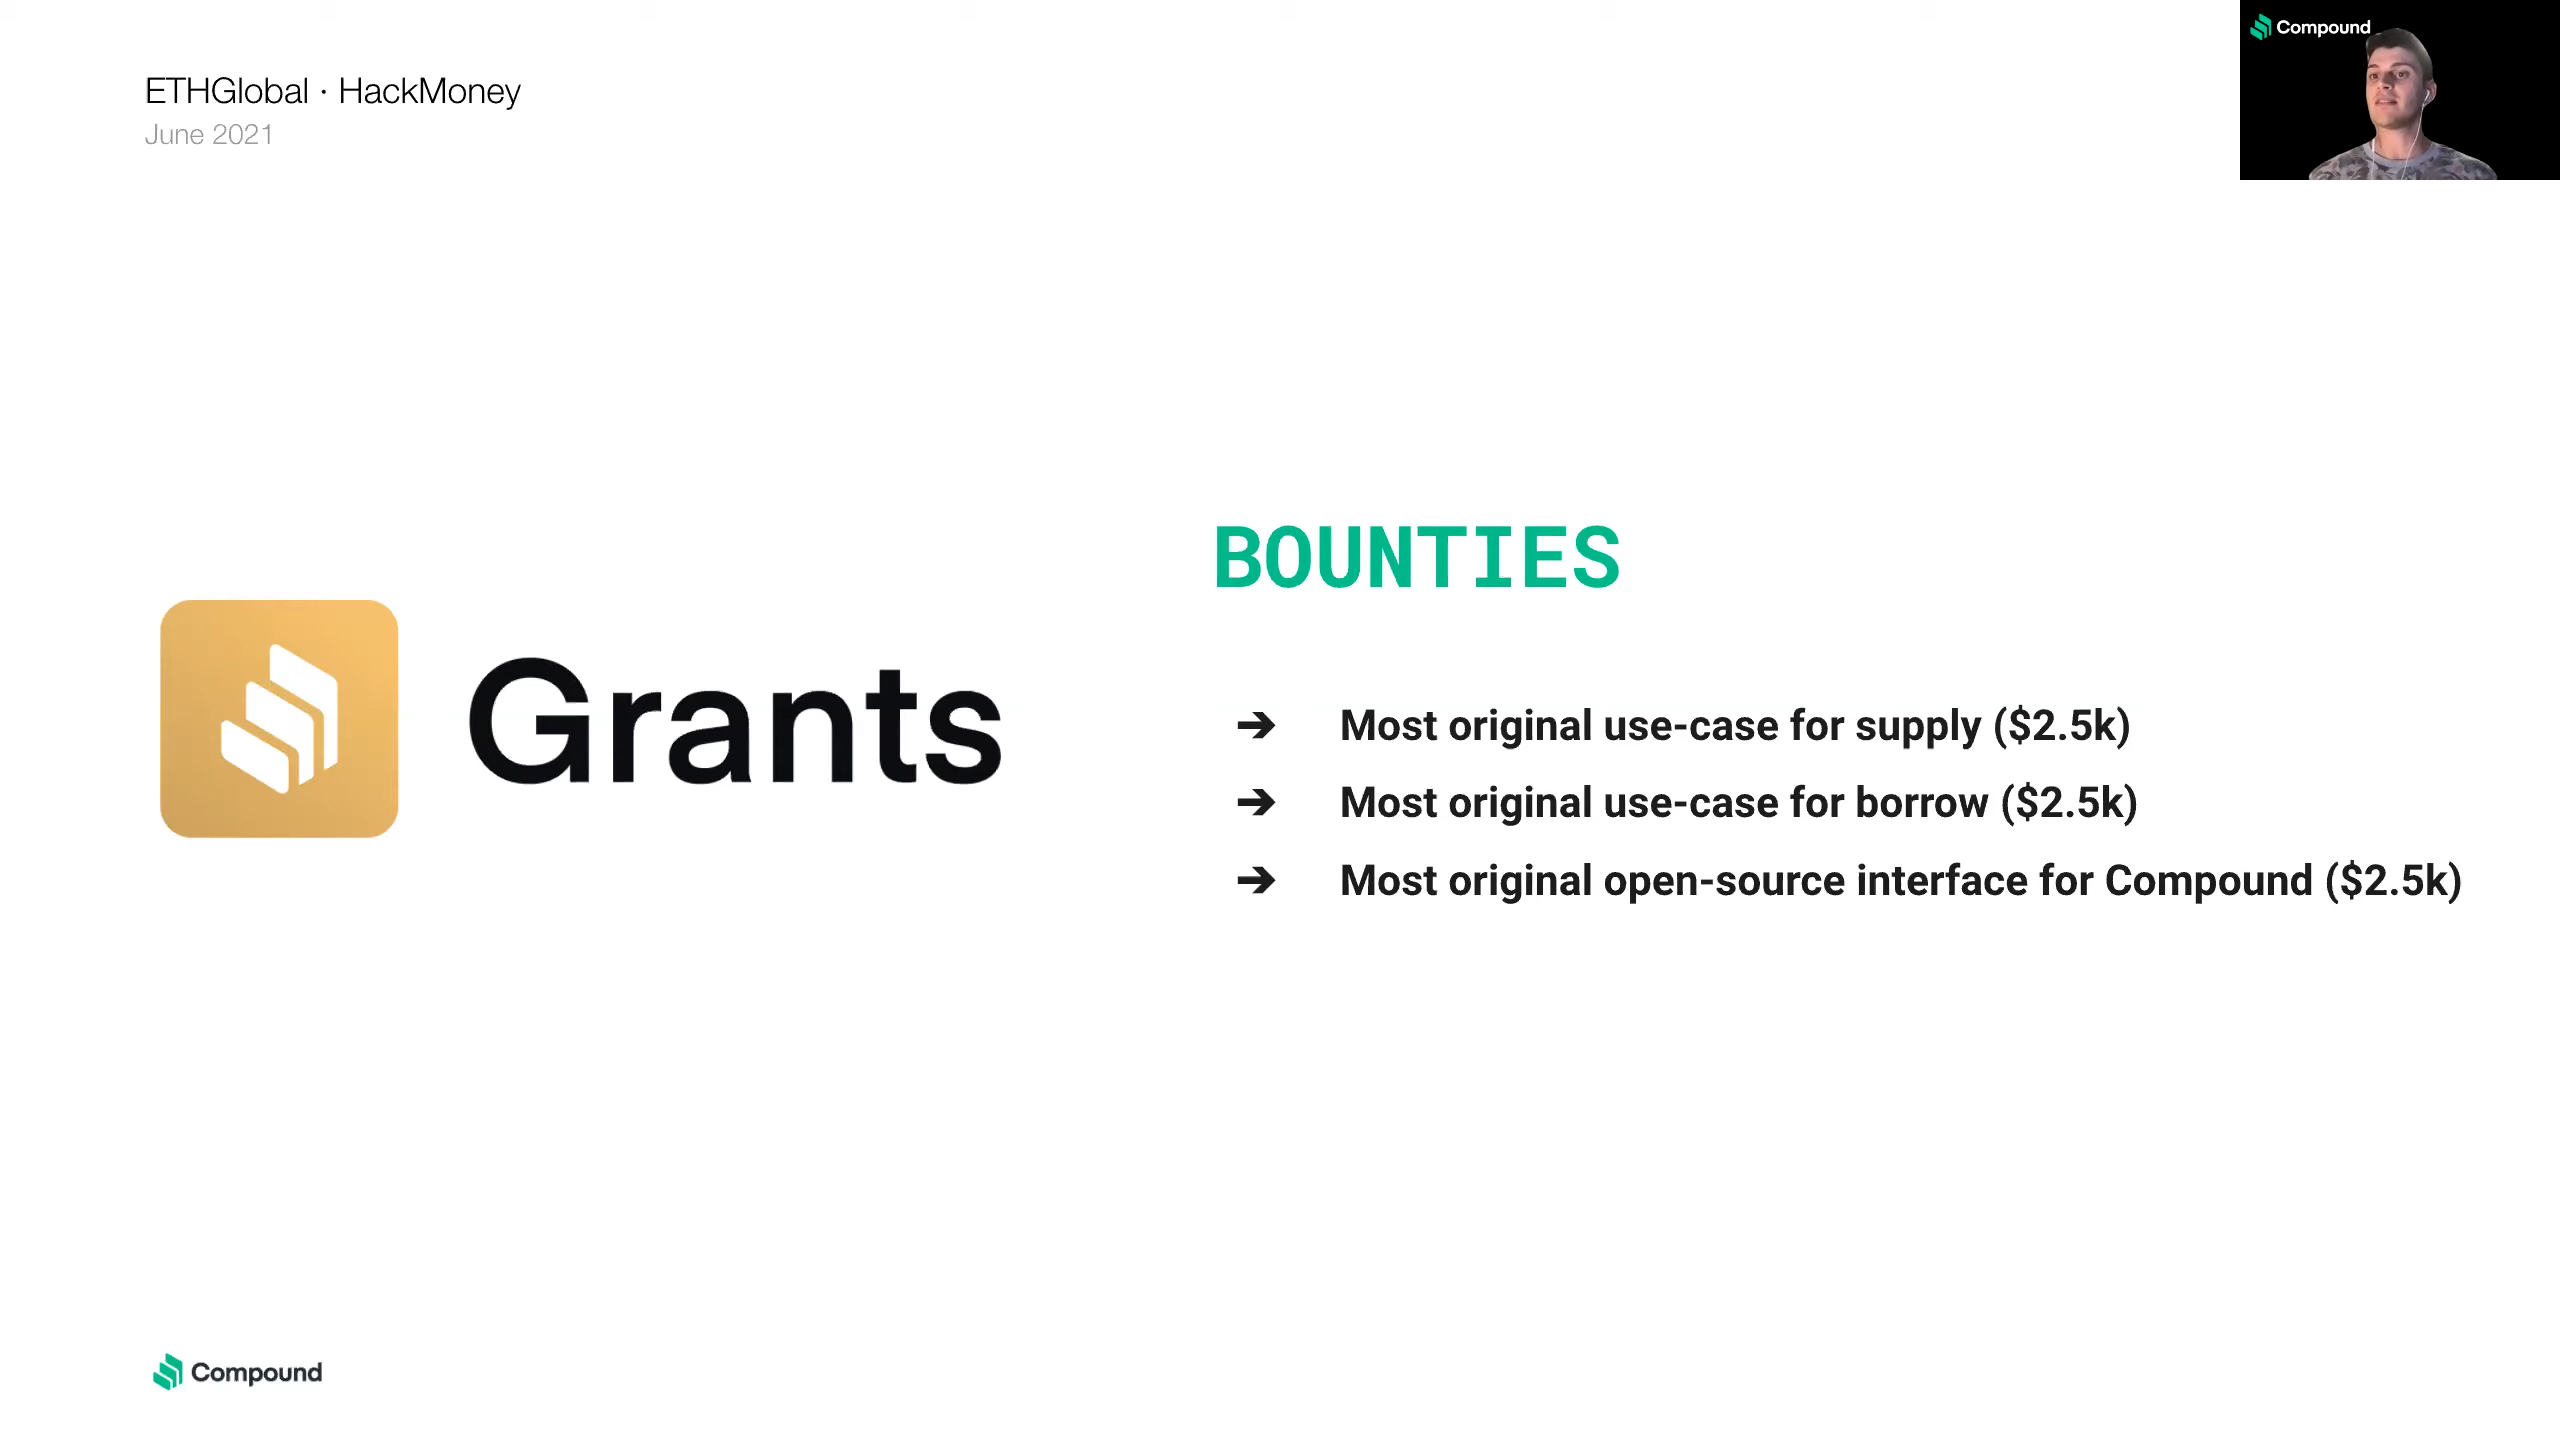 ETHGlobal · HackMoney
June 2021
Compound
Grants
BOUNTIES
➔ Most original use-case for supply ($2.5k)
➔ Most original use-case for borrow ($2.5k)
➔ Most original open-source interface for Compound ($2.5k)
Compound